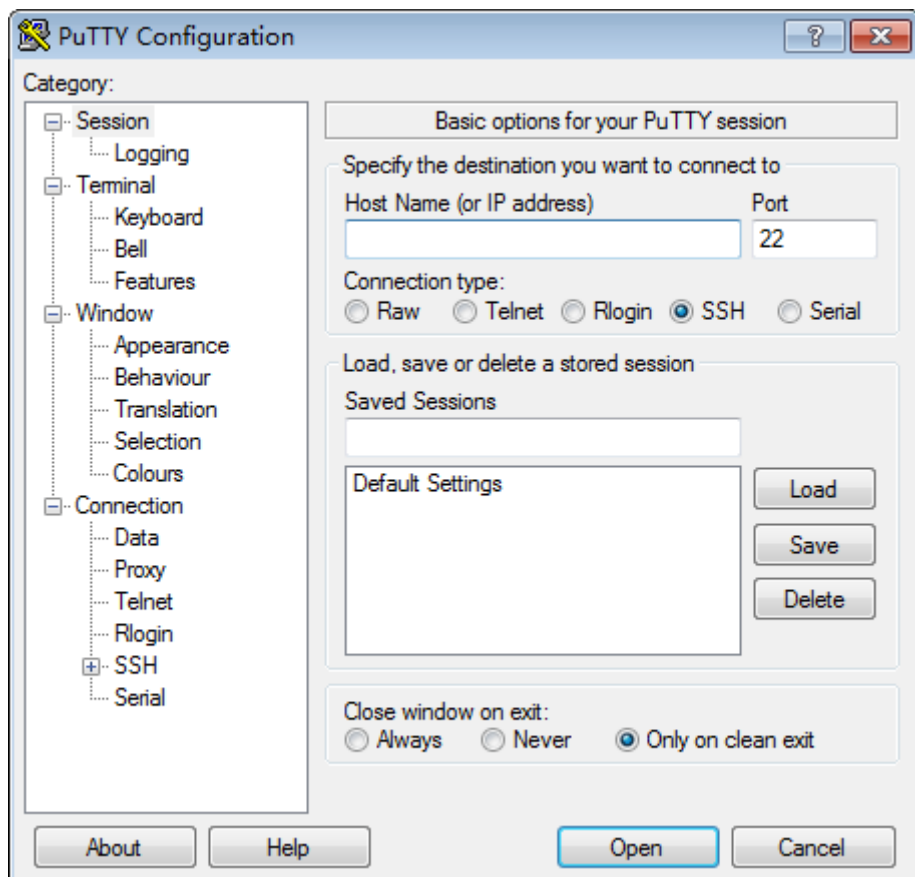 PuTTY Configuration
Category:
Session
Logging
Terminal
Keyboard
Bell
Features
Window
Appearance
Behaviour
Translation
Selection
Colours
Connection
Data
Proxy
Telnet
Rlogin
SSH
Serial
Basic options for your PuTTY session
Specify the destination you want to connect to
Host Name (or IP address) Port
22
Connection type:
Raw Telnet Rlogin SSH Serial
Load, save or delete a stored session
Saved Sessions
Default Settings
Load
Save
Delete
Close window on exit:
Always Never Only on clean exit
About Help Open Cancel